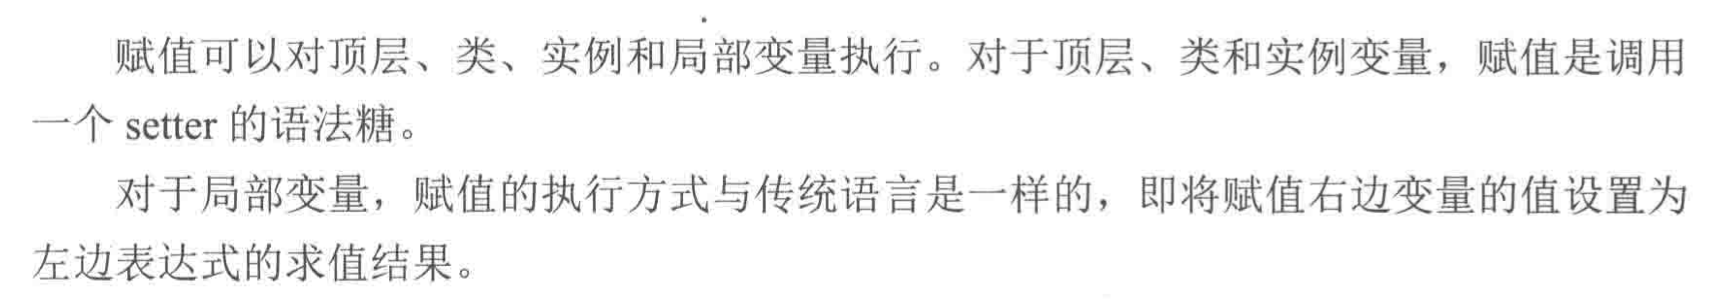 赋值可以对顶层、类、实例和局部变量执行。对于顶层、类和实例变量，赋值是调用
一个 setter 的语法糖。
对于局部变量，赋值的执行方式与传统语言是一样的，即将赋值右边变量的值设置为
左边表达式的求值结果。